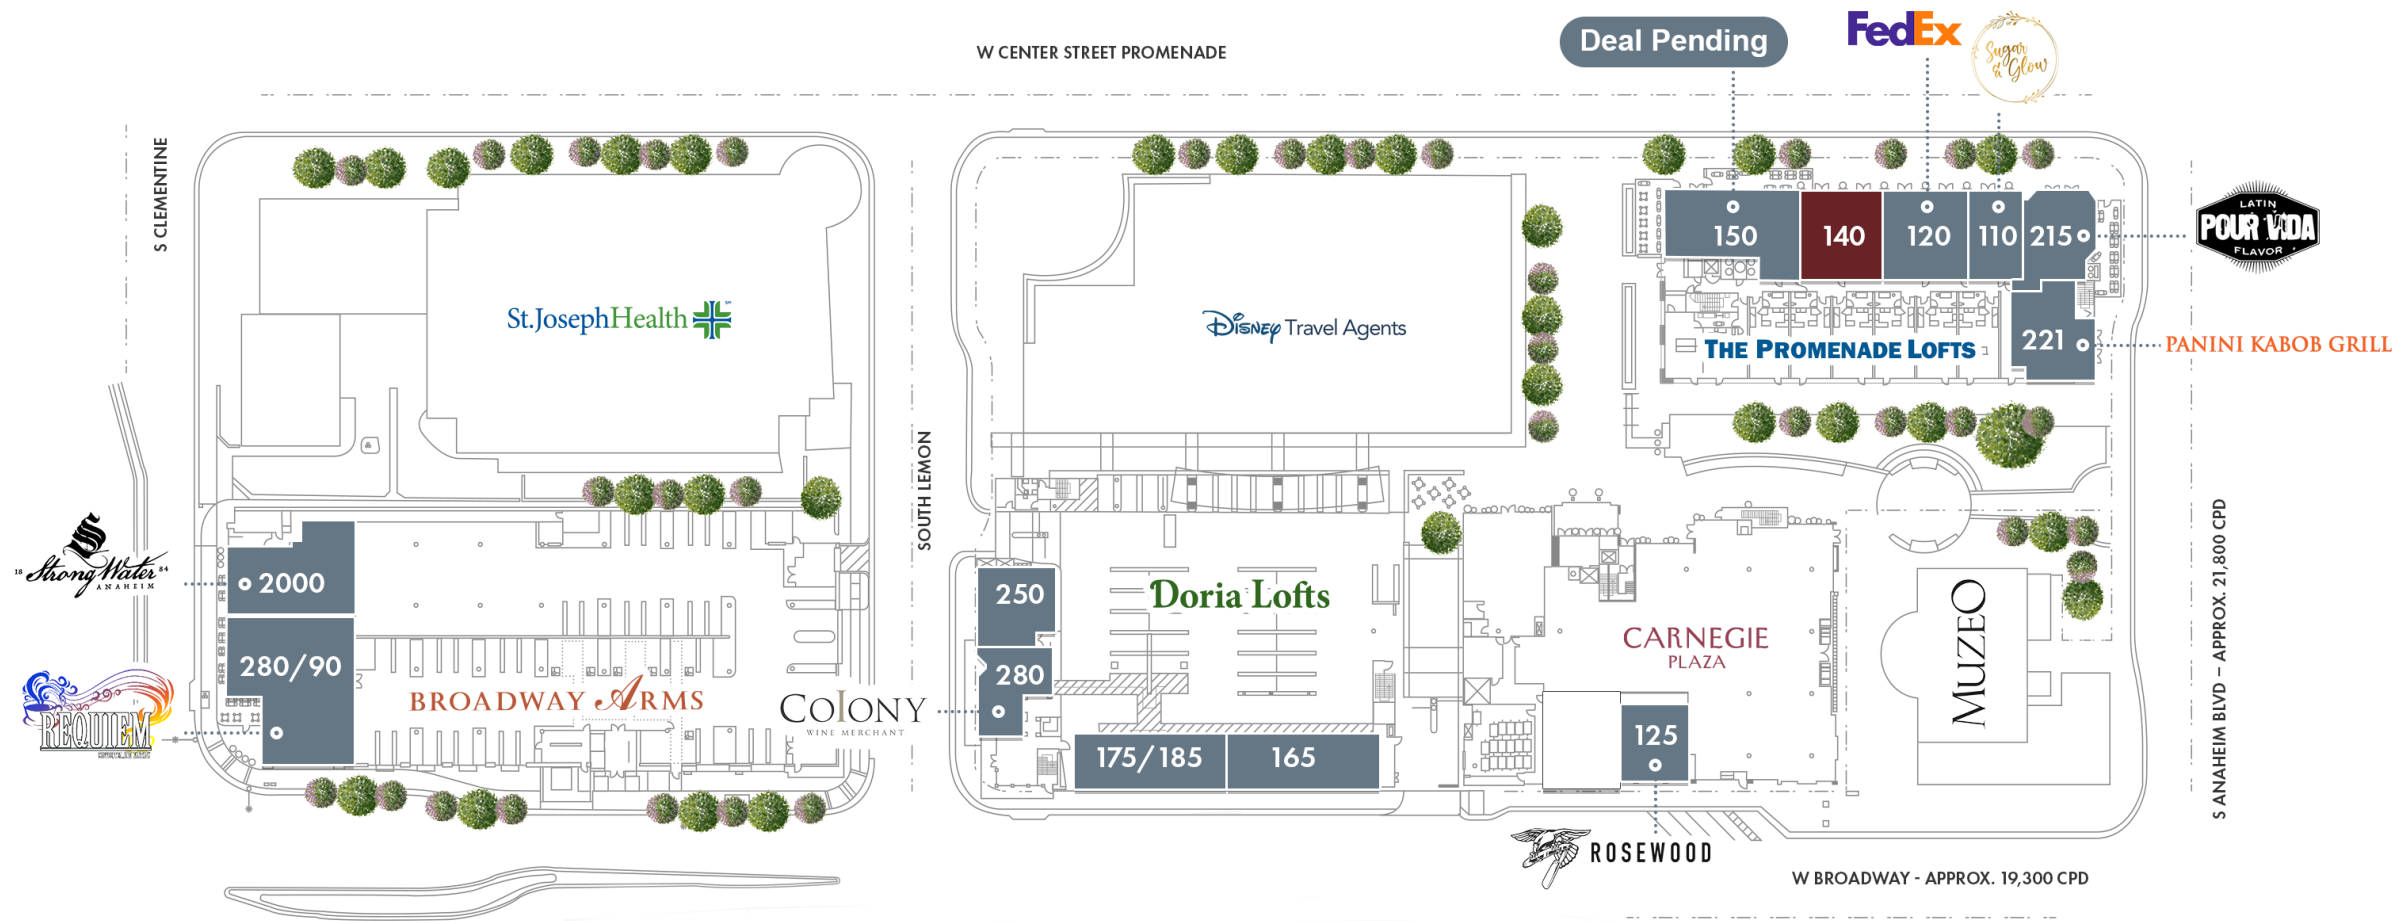 W CENTER STREET PROMENADE
Deal Pending
FedEx
Sugar
& Glow
S CLEMENTINE
St.JosephHealth
SM
SOUTH LEMON
Disney Travel Agents
150
140
120
110
215
LATIN
POUR VIDA
FLAVOR
221
PANINI KABOB GRILL
THE PROMENADE LOFTS
18 Strong Water 84
ANAHEIM
2000
280/90
REQUIEM
BROADWAY ARMS
COLONY
WINE MERCHANT
250
280
Doria Lofts
175/185
165
CARNEGIE
PLAZA
125
MUZEO
ROSEWOOD
S ANAHEIM BLVD – APPROX. 21,800 CPD
W BROADWAY - APPROX. 19,300 CPD